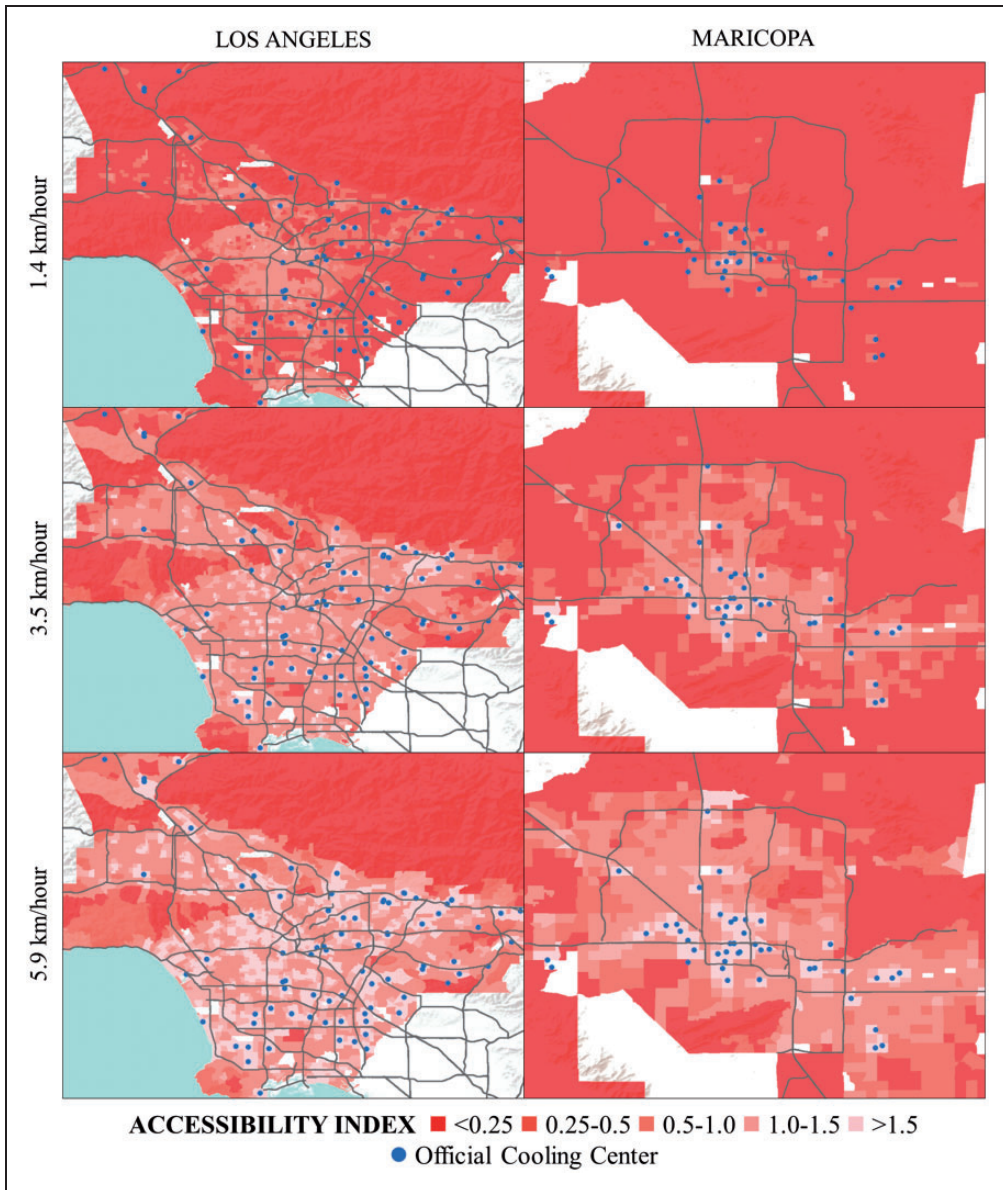 LOS ANGELES MARICOPA
1.4 km/hour
3.5 km/hour
5.9 km/hour
ACCESSIBILITY INDEX <0.25 0.25-0.5 0.5-1.0 1.0-1.5 >1.5
Official Cooling Center